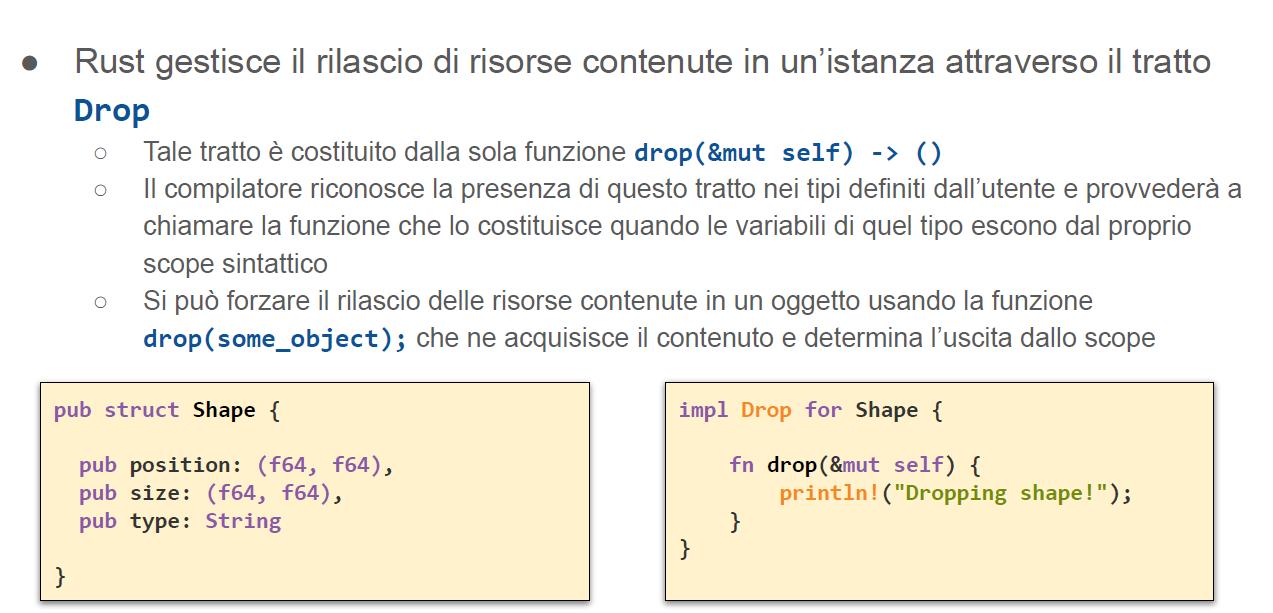 ● Rust gestisce il rilascio di risorse contenute in un’istanza attraverso il tratto
Drop
○ Tale tratto è costituito dalla sola funzione drop(&mut self) -> ()
○ Il compilatore riconosce la presenza di questo tratto nei tipi definiti dall’utente e provvederà a
chiamare la funzione che lo costituisce quando le variabili di quel tipo escono dal proprio
scope sintattico
○ Si può forzare il rilascio delle risorse contenute in un oggetto usando la funzione
drop(some_object); che ne acquisisce il contenuto e determina l’uscita dallo scope
pub struct Shape {
pub position: (f64, f64),
pub size: (f64, f64),
pub type: String
}
impl Drop for Shape {
fn drop(&mut self) {
println!("Dropping shape!");
}
}